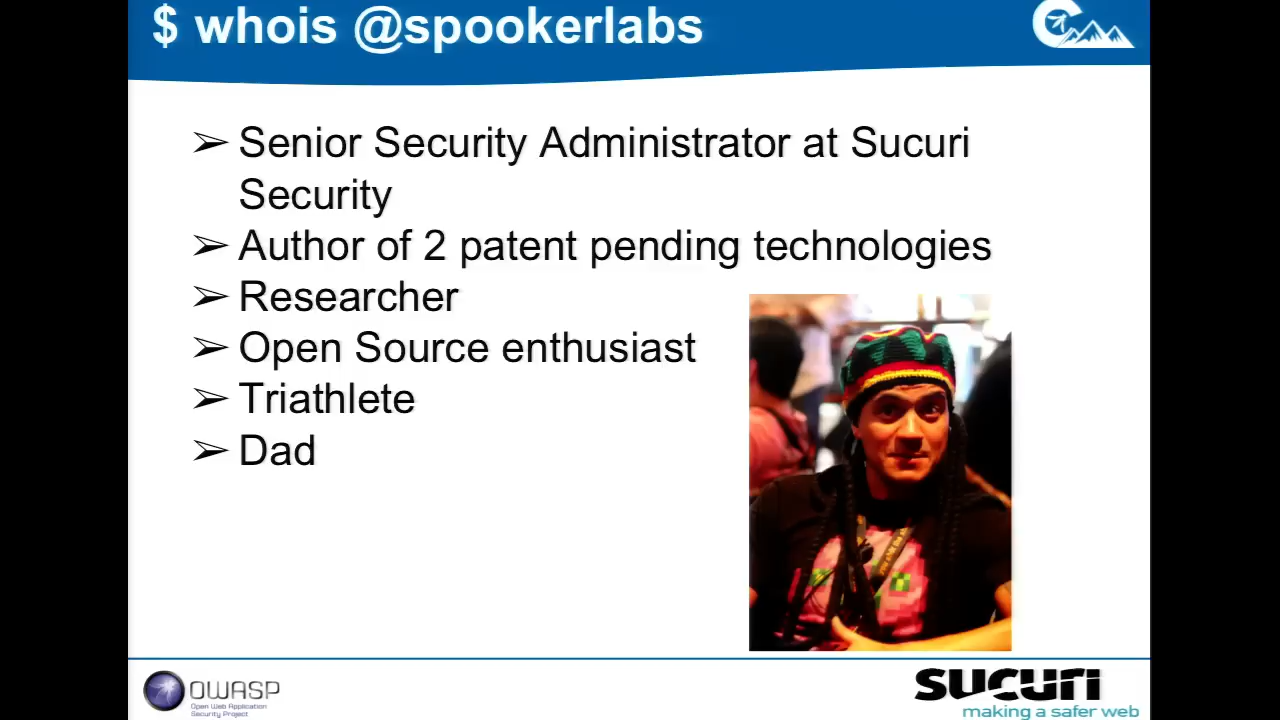 $ whois @spookerlabs
➢ Senior Security Administrator at Sucuri
Security
➢ Author of 2 patent pending technologies
➢ Researcher
➢ Open Source enthusiast
➢ Triathlete
➢ Dad
OWASP
Open Web Application
Security Project
sucuri
making a safer web